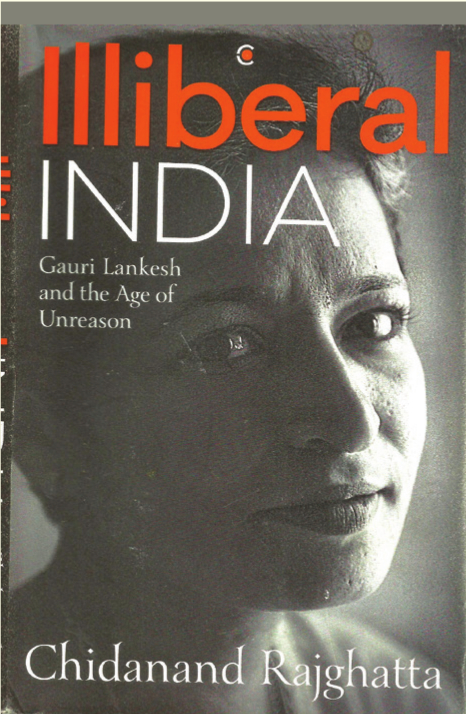 Illiberal
INDIA
Gauri Lankesh
and the Age of
Unreason
Chidanand Rajghatta